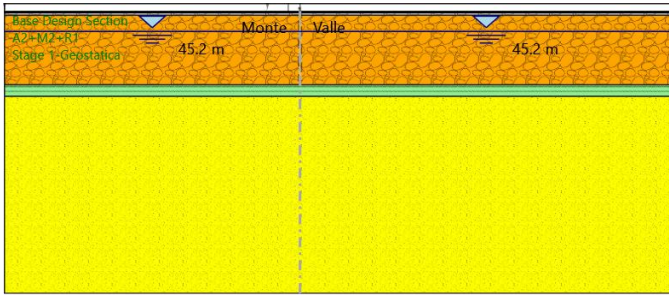 Base Design Section
A2+M2+R1
Stage 1-Geostatica
Monte Valle
45.2 m 45.2 m